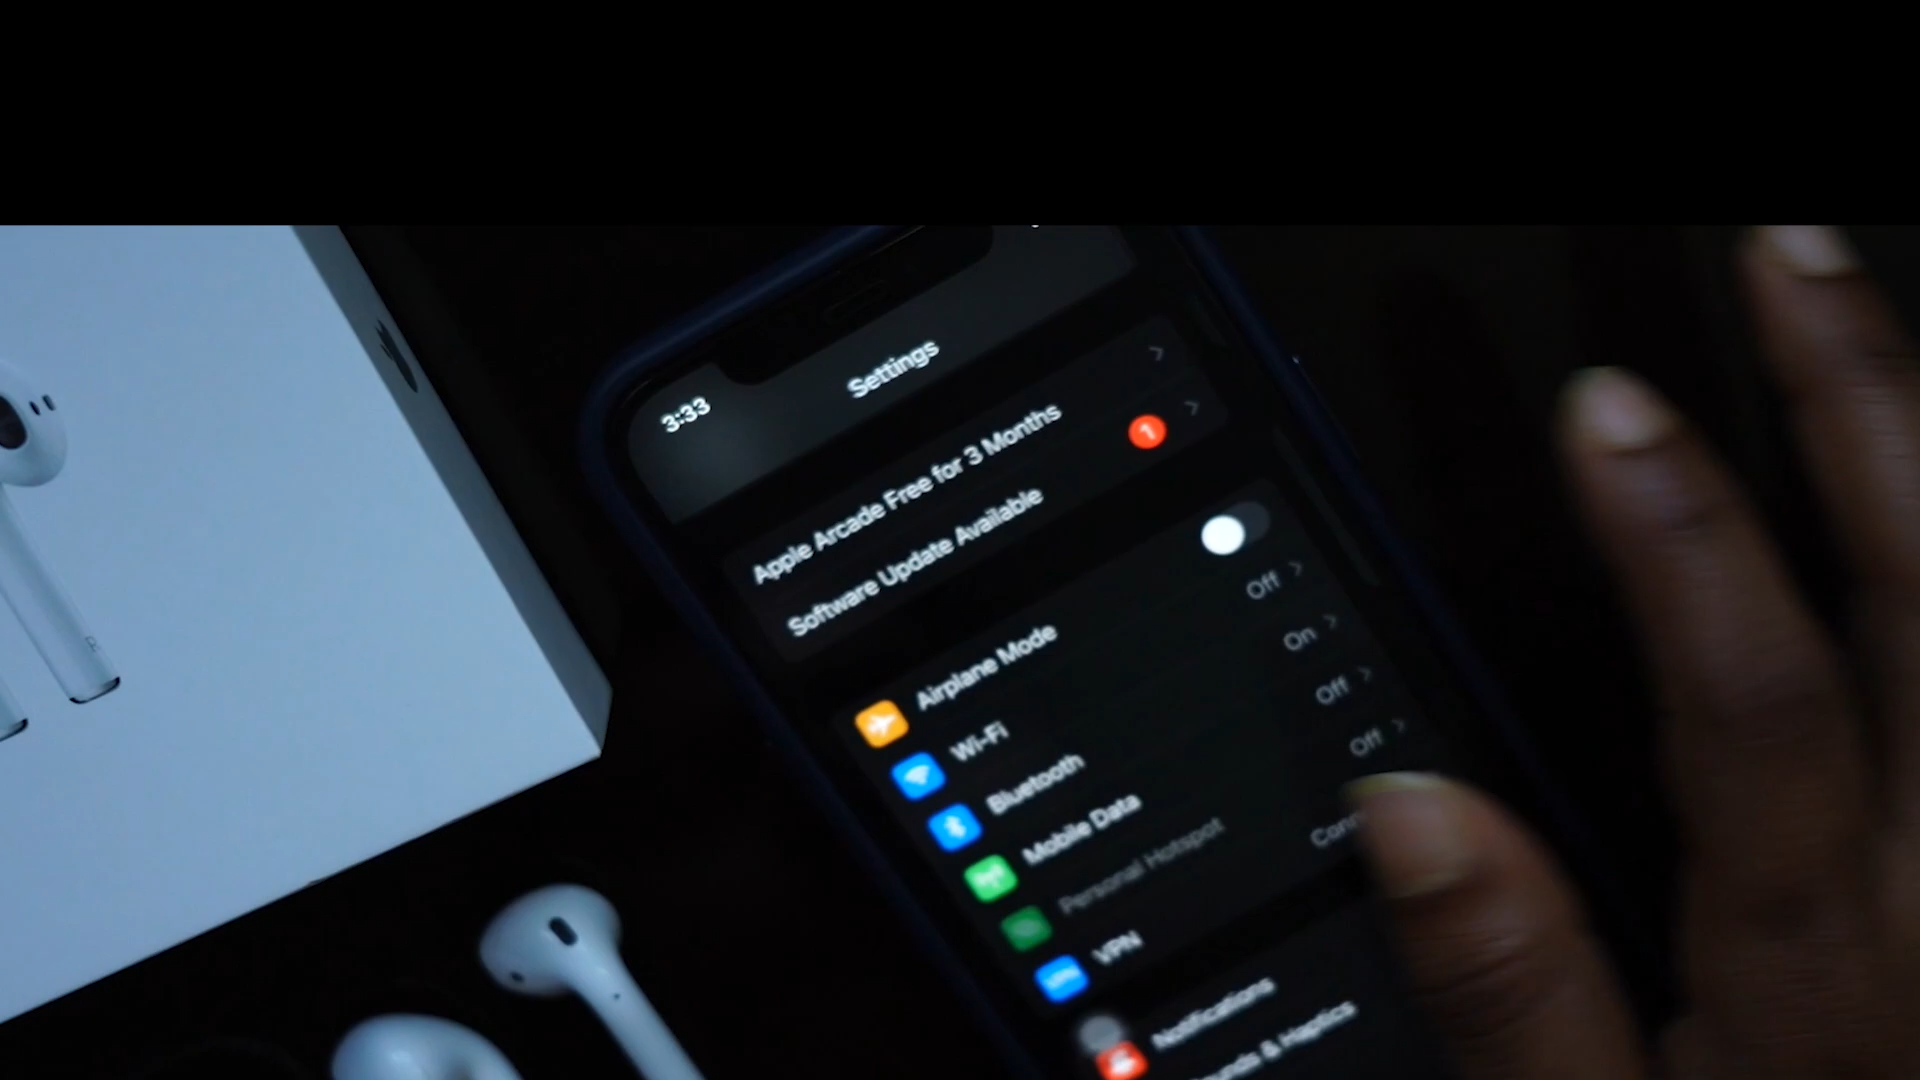 3:33
Settings
Apple Arcade Free for 3 Months
Software Update Available
1
Airplane Mode
Wi-Fi
Off
Bluetooth
On
Mobile Data
Off
Personal Hotspot
Off
VPN
Notifications
& Haptics